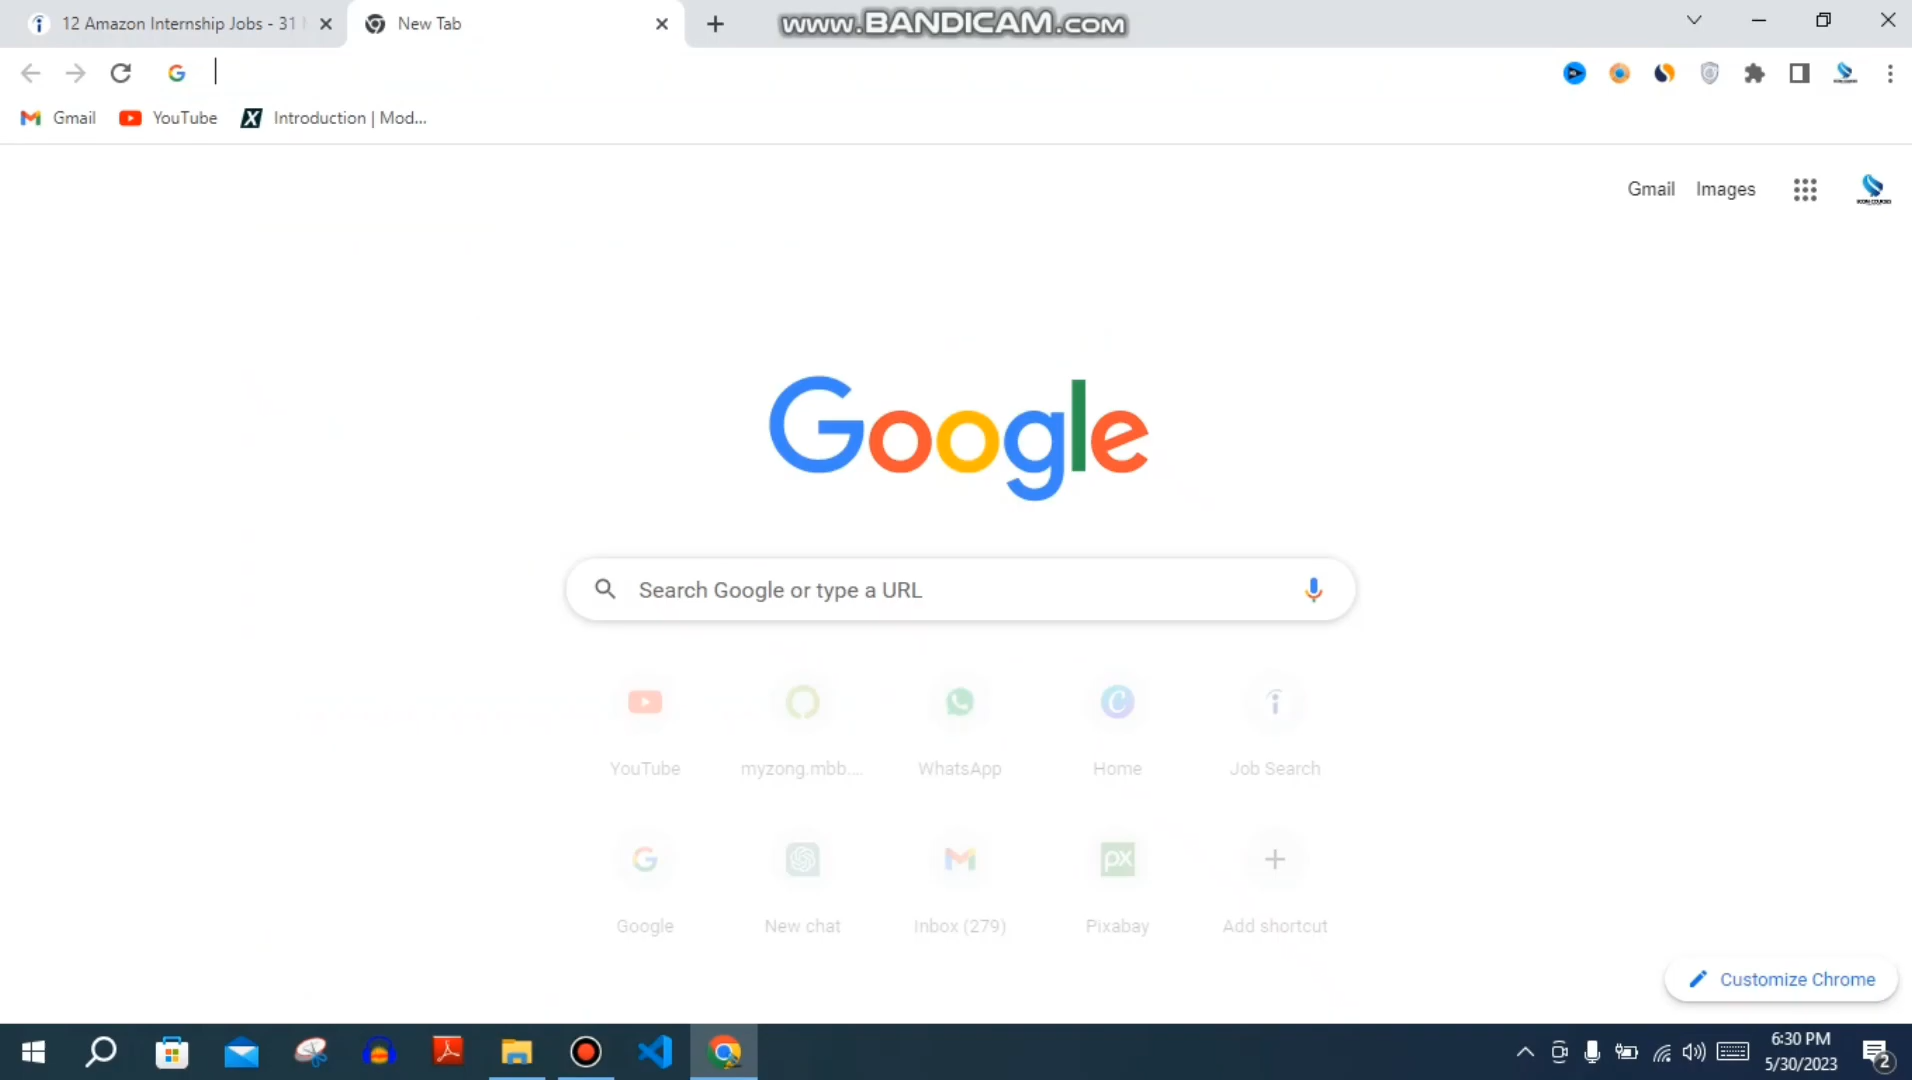 12 Amazon Internship Jobs - 31
New Tab
www.BANDICAM.com
Gmail
YouTube
Introduction | Mod...
Gmail
Images
Google
Search Google or type a URL
YouTube
myzong.mbb....
WhatsApp
Home
Job Search
Google
New chat
Inbox (279)
Pixabay
Add shortcut
Customize Chrome
6:30 PM
5/30/2023
2